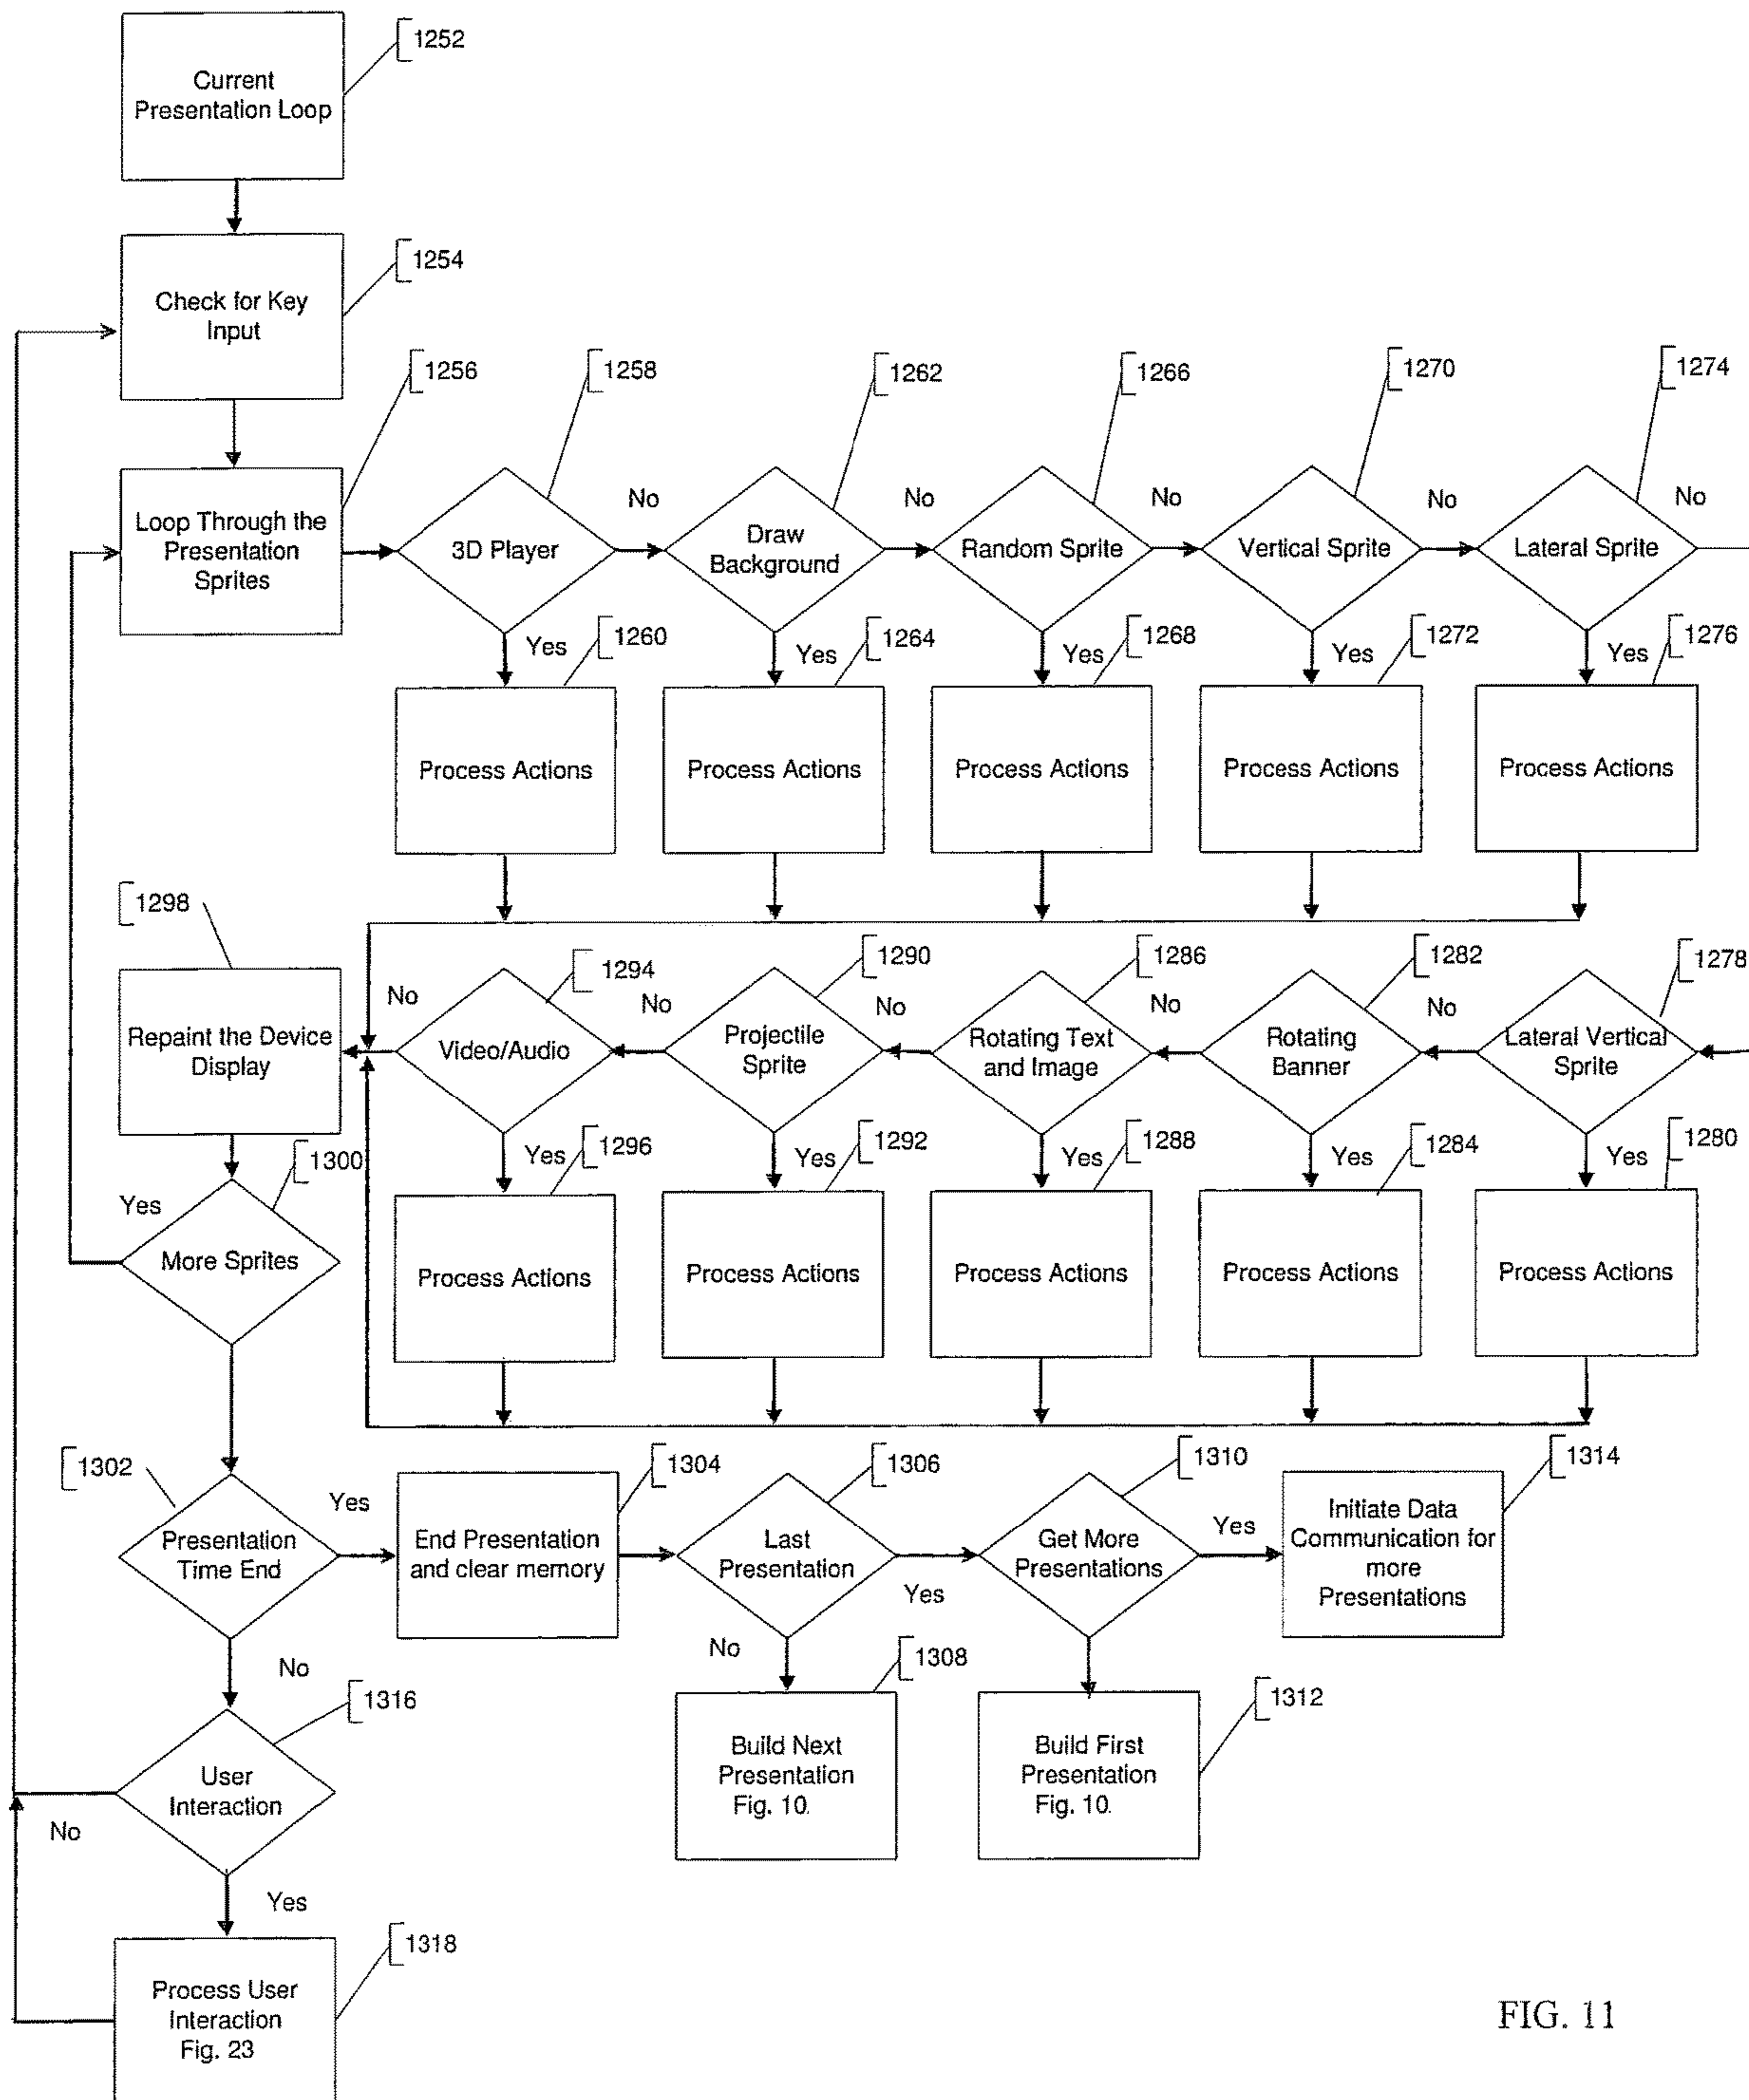 1252
Current
Presentation Loop
1254
Check for Key
Input
1256
1258
1262
1266
1270
1274
Loop Through the
Presentation
Sprites
3D Player
No
Draw
Background
No
Random Sprite
No
Vertical Sprite
No
Lateral Sprite
No
Yes
1260
Yes
1264
Yes
1268
Yes
1272
Yes
1276
Process Actions
Process Actions
Process Actions
Process Actions
Process Actions
1298
1294
1290
1286
1282
1278
Repaint the Device
Display
No
Video/Audio
No
Projectile
Sprite
No
Rotating Text
and Image
No
Rotating
Banner
No
Lateral Vertical
Sprite
1300
Yes
1296
Yes
1292
Yes
1288
Yes
1284
Yes
1280
Yes
More Sprites
Process Actions
Process Actions
Process Actions
Process Actions
Process Actions
1302
1304
1306
1310
1314
Presentation
Time End
Yes
End Presentation
and clear memory
Last
Presentation
Yes
Get More
Presentations
Yes
Initiate Data
Communication for
more
Presentations
No
No
1308
1312
1316
User
Interaction
Build Next
Presentation
Fig. 10.
Build First
Presentation
Fig. 10.
No
Yes
1318
Process User
Interaction
Fig. 23
FIG. 11